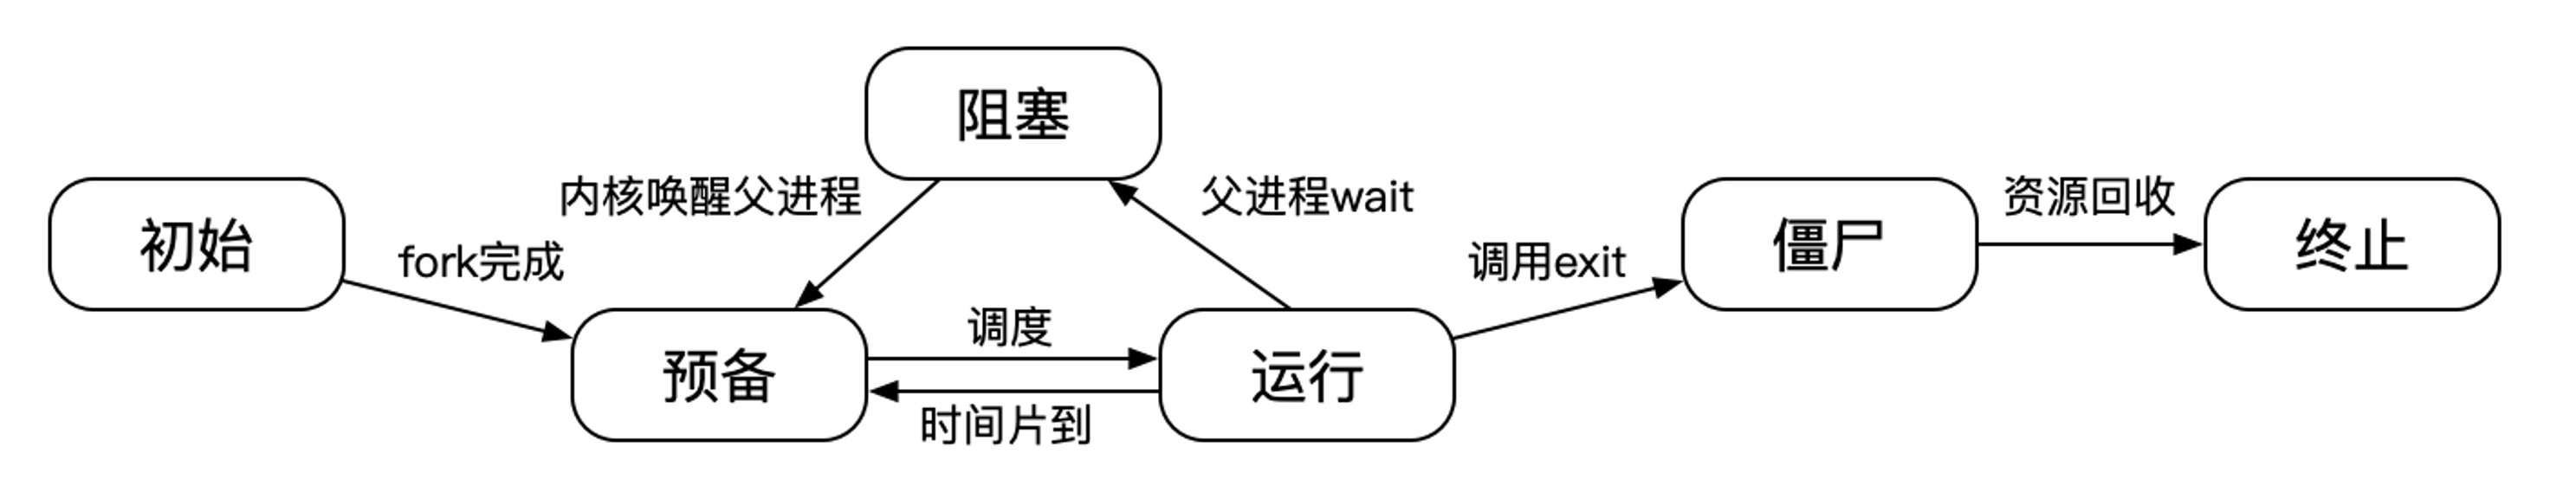 阻塞
内核唤醒父进程
父进程wait
资源回收
初始
fork完成
调用exit
僵尸
终止
调度
预备
运行
时间片到